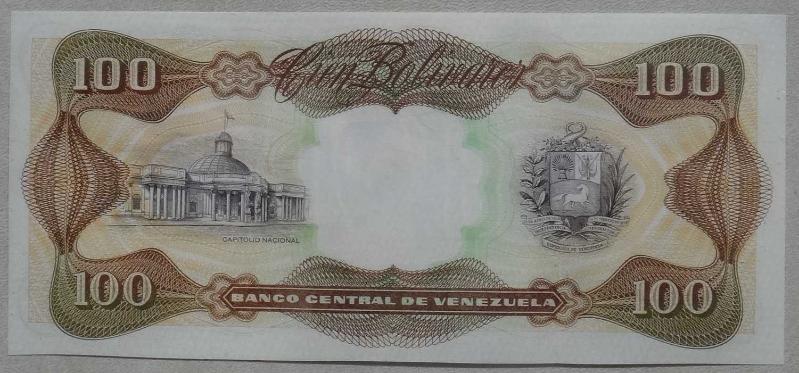 100 Cien Bolívares 100
CAPITOLIO NACIONAL
100 BANCO CENTRAL DE VENEZUELA 100